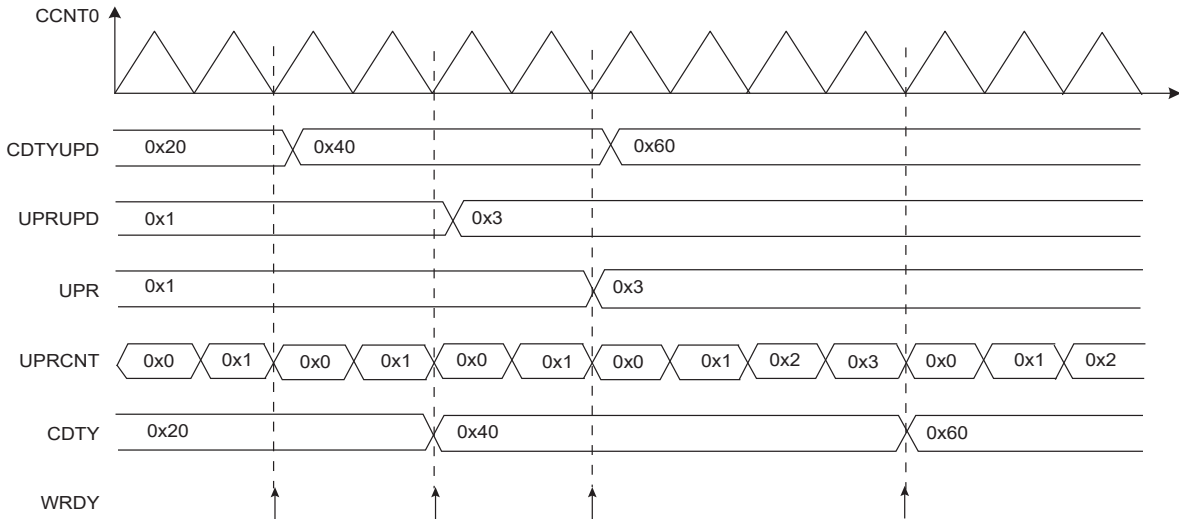 CCNT0
CDTYUPD 0x20 0x40 0x60
UPRUPD 0x1 0x3
UPR 0x1 0x3
UPRCNT 0x0 0x1 0x0 0x1 0x0 0x1 0x0 0x1 0x2 0x3 0x0 0x1 0x2
CDTY 0x20 0x40 0x60
WRDY